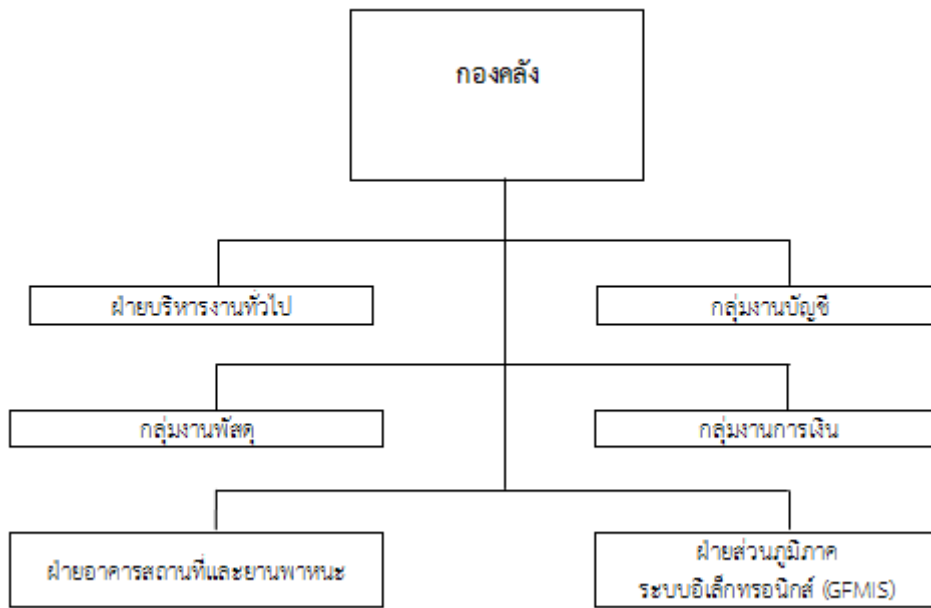 กองคลัง
ฝ่ายบริหารงานทั่วไป
กลุ่มงานบัญชี
กลุ่มงานพัสดุ
กลุ่มงานการเงิน
ฝ่ายอาคารสถานที่และยานพาหนะ
ฝ่ายส่วนภูมิภาค
ระบบอิเล็กทรอนิกส์ (GFMIS)